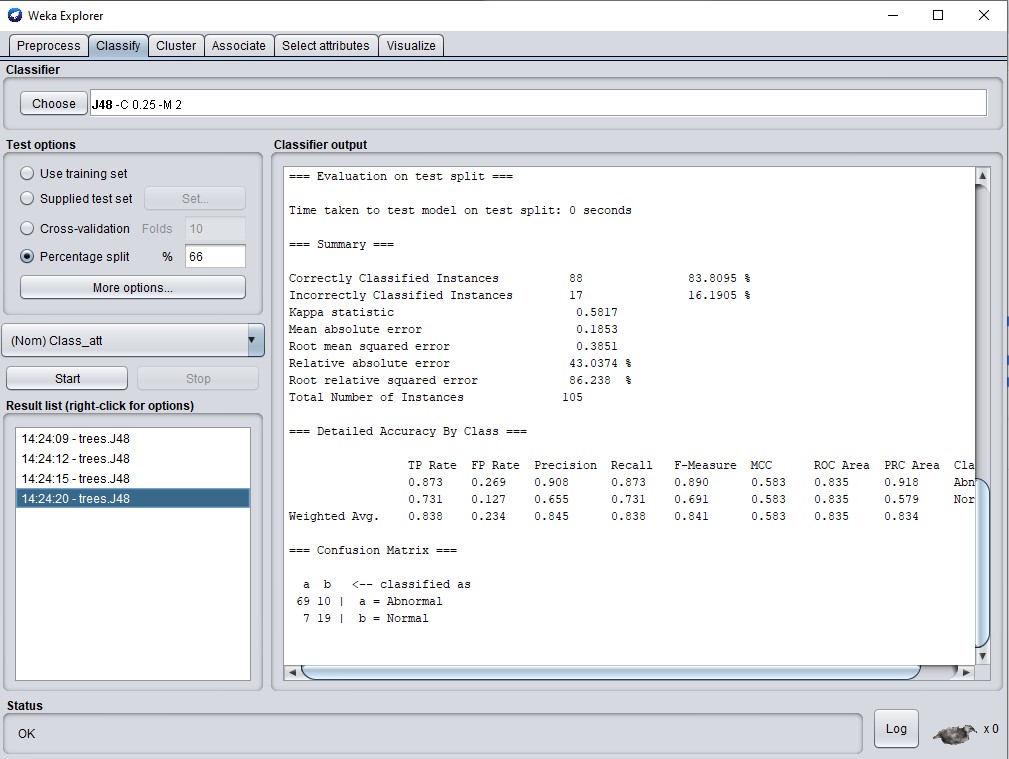 Weka Explorer
Preprocess Classify Cluster Associate Select attributes Visualize
Classifier
Choose J48 -C 0.25 -M 2
Test options
Use training set
Supplied test set Set...
Cross-validation Folds 10
Percentage split % 66
More options...
(Nom) Class_att
Start Stop
Result list (right-click for options)
14:24:09 - trees.J48
14:24:12 - trees.J48
14:24:15 - trees.J48
14:24:20 - trees.J48
Classifier output
=== Evaluation on test split ===
Time taken to test model on test split: 0 seconds
=== Summary ===
Correctly Classified Instances 88 83.8095 %
Incorrectly Classified Instances 17 16.1905 %
Kappa statistic 0.5817
Mean absolute error 0.1853
Root mean squared error 0.3851
Relative absolute error 43.0374 %
Root relative squared error 86.238 %
Total Number of Instances 105
=== Detailed Accuracy By Class ===
TP Rate FP Rate Precision Recall F-Measure MCC ROC Area PRC Area Cla
0.873 0.269 0.908 0.873 0.890 0.583 0.835 0.918 Abn
0.731 0.127 0.655 0.731 0.691 0.583 0.835 0.579 Nor
Weighted Avg. 0.838 0.234 0.845 0.838 0.841 0.583 0.835 0.834
=== Confusion Matrix ===
a b <-- classified as
69 10 | a = Abnormal
7 19 | b = Normal
Status
OK
Log
x 0